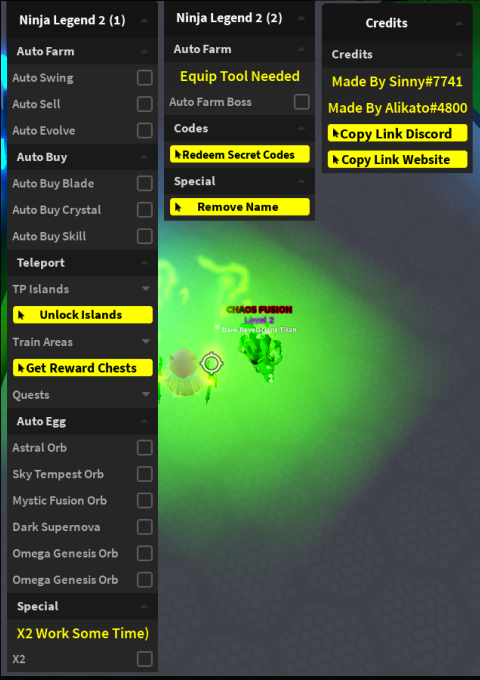 Ninja Legend 2 (1)
Auto Farm
Auto Swing
Auto Sell
Auto Evolve
Auto Buy
Auto Buy Blade
Auto Buy Crystal
Auto Buy Skill
Teleport
TP Islands
Unlock Islands
Train Areas
Get Reward Chests
Quests
Auto Egg
Astral Orb
Sky Tempest Orb
Mystic Fusion Orb
Dark Supernova
Omega Genesis Orb
Omega Genesis Orb
Special
X2 Work Some Time)
X2
Ninja Legend 2 (2)
Auto Farm
Equip Tool Needed
Auto Farm Boss
Codes
Redeem Secret Codes
Special
Remove Name
Credits
Credits
Made By Sinny#7741
Made By Alikato#4800
Copy Link Discord
Copy Link Website
CHAOS FUSION
Level 2
Dark Revelations Titan